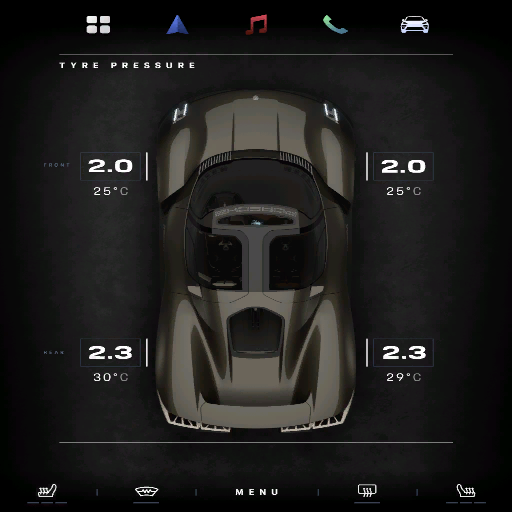 TYRE PRESSURE
FRONT 2.0 2.0
25°C 25°C
REAR 2.3 2.3
30°C 29°C
MENU